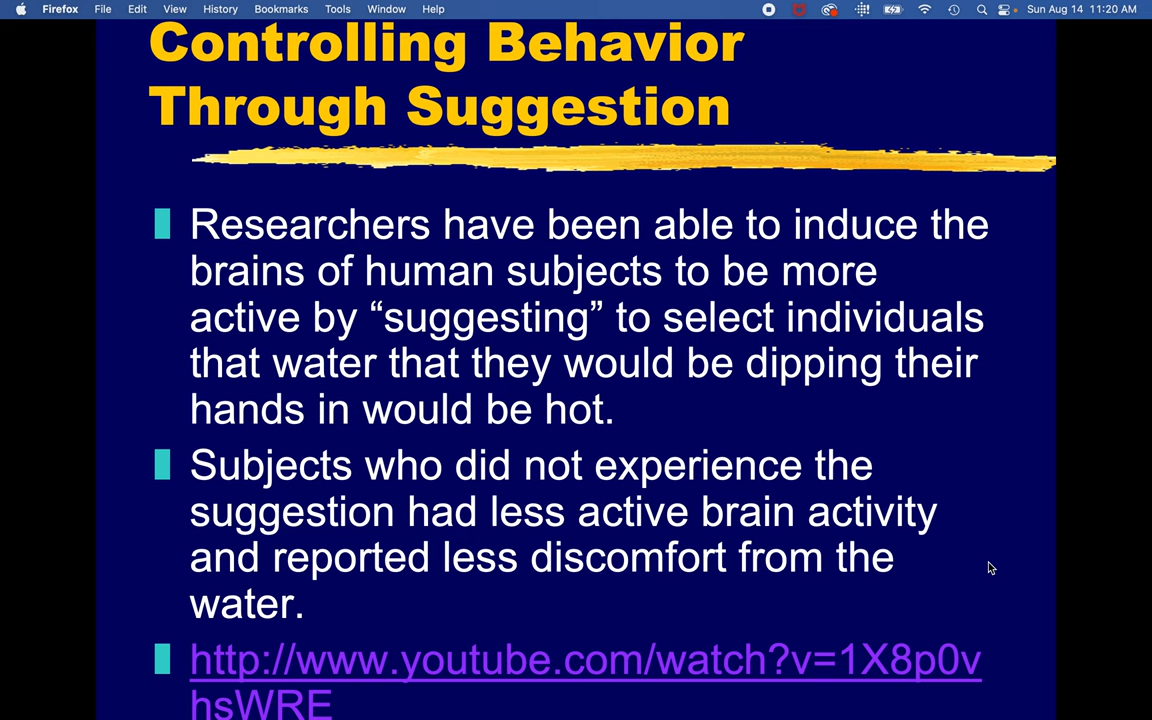 Firefox File Edit View History Bookmarks Tools Window Help Sun Aug 14 11:20 AM
Controlling Behavior
Through Suggestion
Researchers have been able to induce the
brains of human subjects to be more
active by “suggesting” to select individuals
that water that they would be dipping their
hands in would be hot.
Subjects who did not experience the
suggestion had less active brain activity
and reported less discomfort from the
water.
http://www.youtube.com/watch?v=1X8p0v
hsWRE